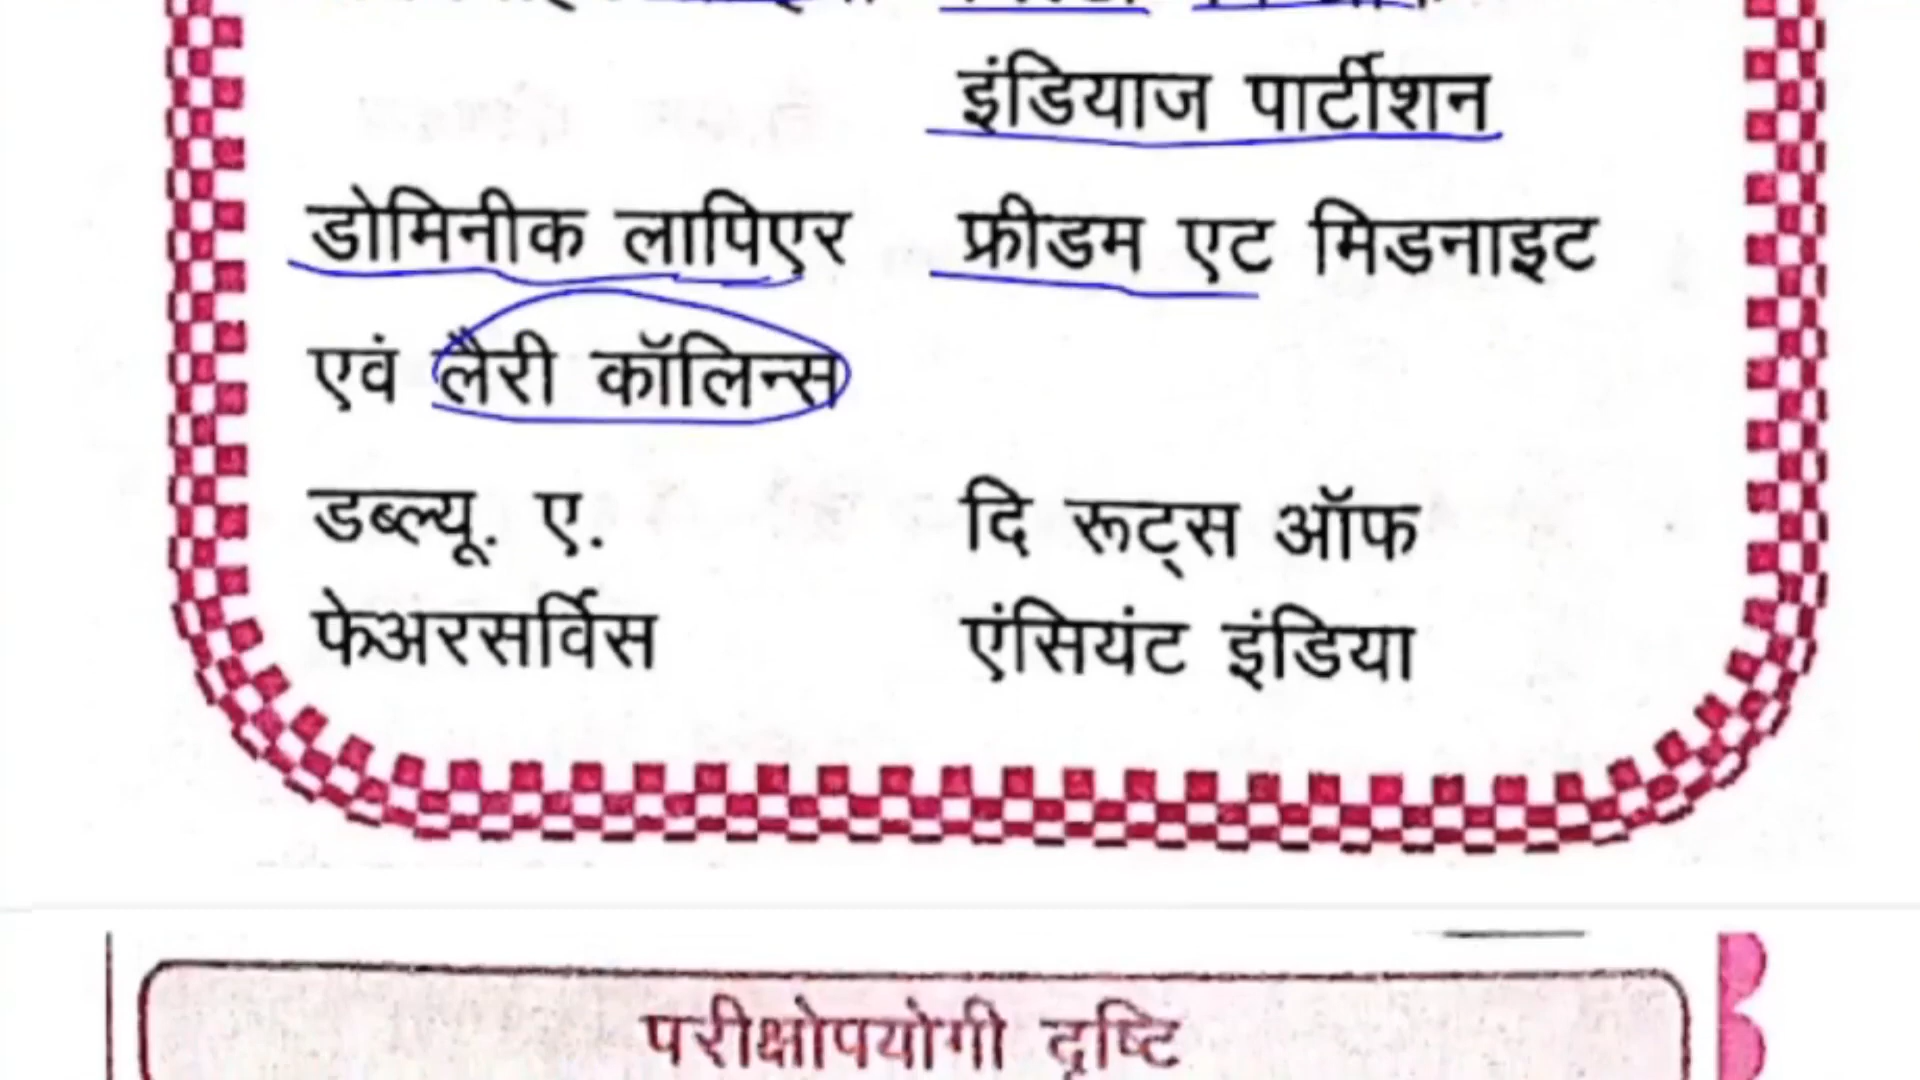 इंडियाज पार्टीशन
डोमिनीक लापिएर फ्रीडम एट मिडनाइट
एवं लैरी कॉलिन्स
डब्ल्यू. ए. दि रूट्स ऑफ
फेअरसर्विस एंसियंट इंडिया
परीक्षोपयोगी दृष्टि